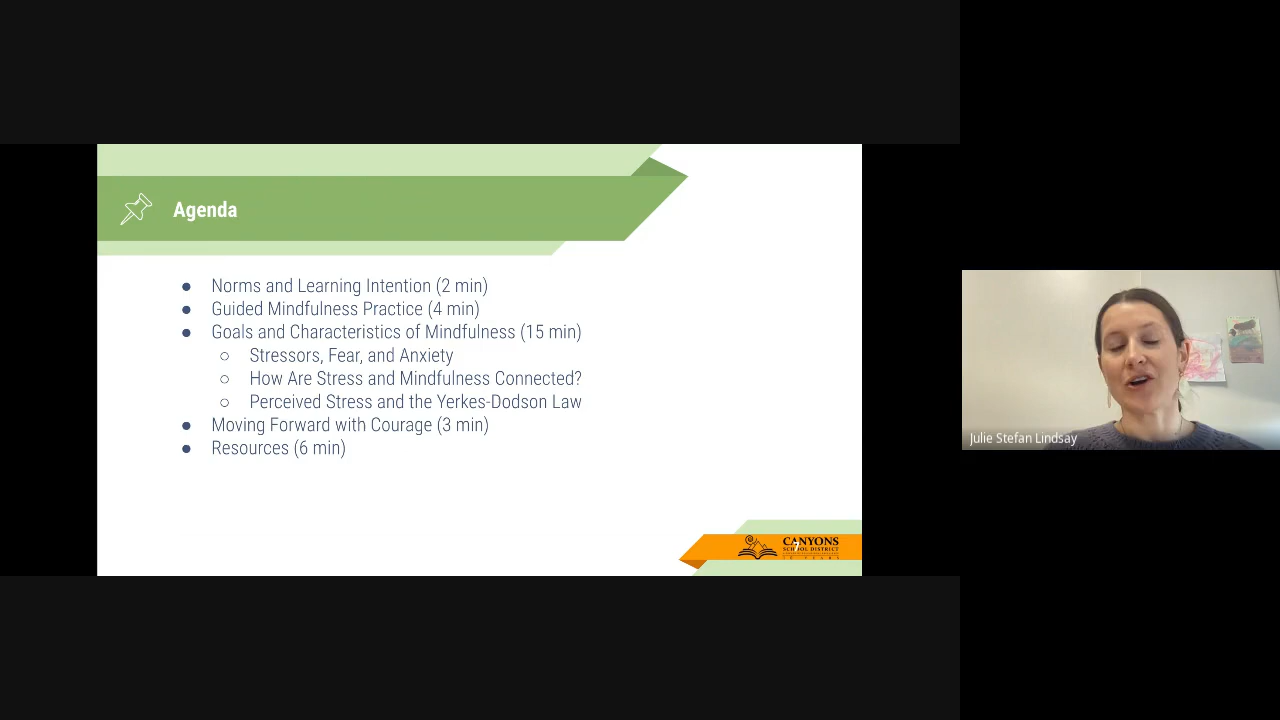 Agenda
● Norms and Learning Intention (2 min)
● Guided Mindfulness Practice (4 min)
● Goals and Characteristics of Mindfulness (15 min)
○ Stressors, Fear, and Anxiety
○ How Are Stress and Mindfulness Connected?
○ Perceived Stress and the Yerkes-Dodson Law
● Moving Forward with Courage (3 min)
● Resources (6 min)
CANYONS
SCHOOL DISTRICT
Julie Stefan Lindsay